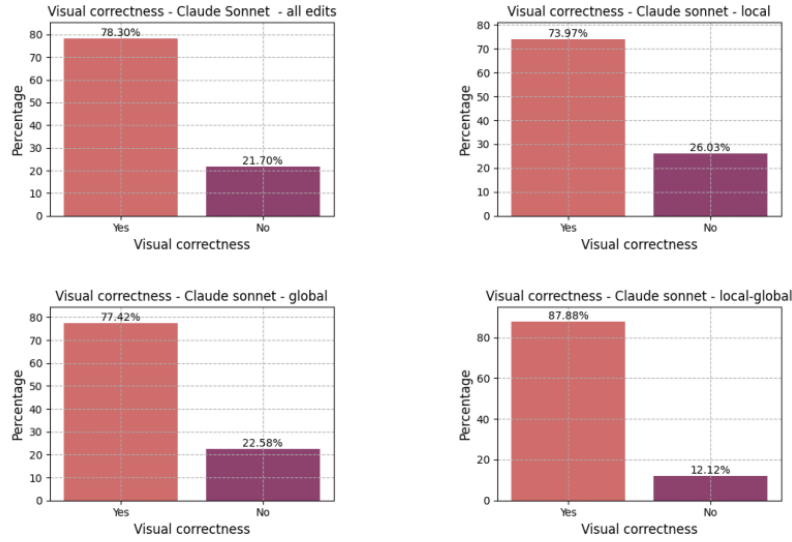 Visual correctness - Claude Sonnet  - all edits
78.30%
21.70%
80
70
60
50
40
30
20
10
0
Percentage
Yes
No
Visual correctness
Visual correctness - Claude sonnet - local
73.97%
26.03%
80
70
60
50
40
30
20
10
0
Percentage
Yes
No
Visual correctness
Visual correctness - Claude sonnet - global
77.42%
22.58%
80
70
60
50
40
30
20
10
0
Percentage
Yes
No
Visual correctness
Visual correctness - Claude sonnet - local-global
87.88%
12.12%
80
60
40
20
0
Percentage
Yes
No
Visual correctness